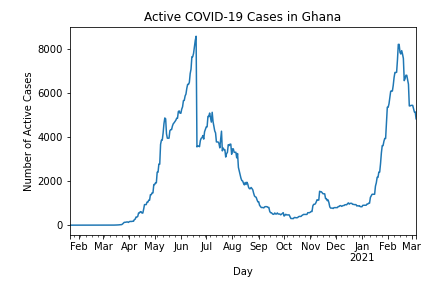 Active COVID-19 Cases in Ghana
Number of Active Cases
8000
6000
4000
2000
0
Feb Mar Apr May Jun Jul Aug Sep Oct Nov Dec Jan Feb Mar
2021
Day